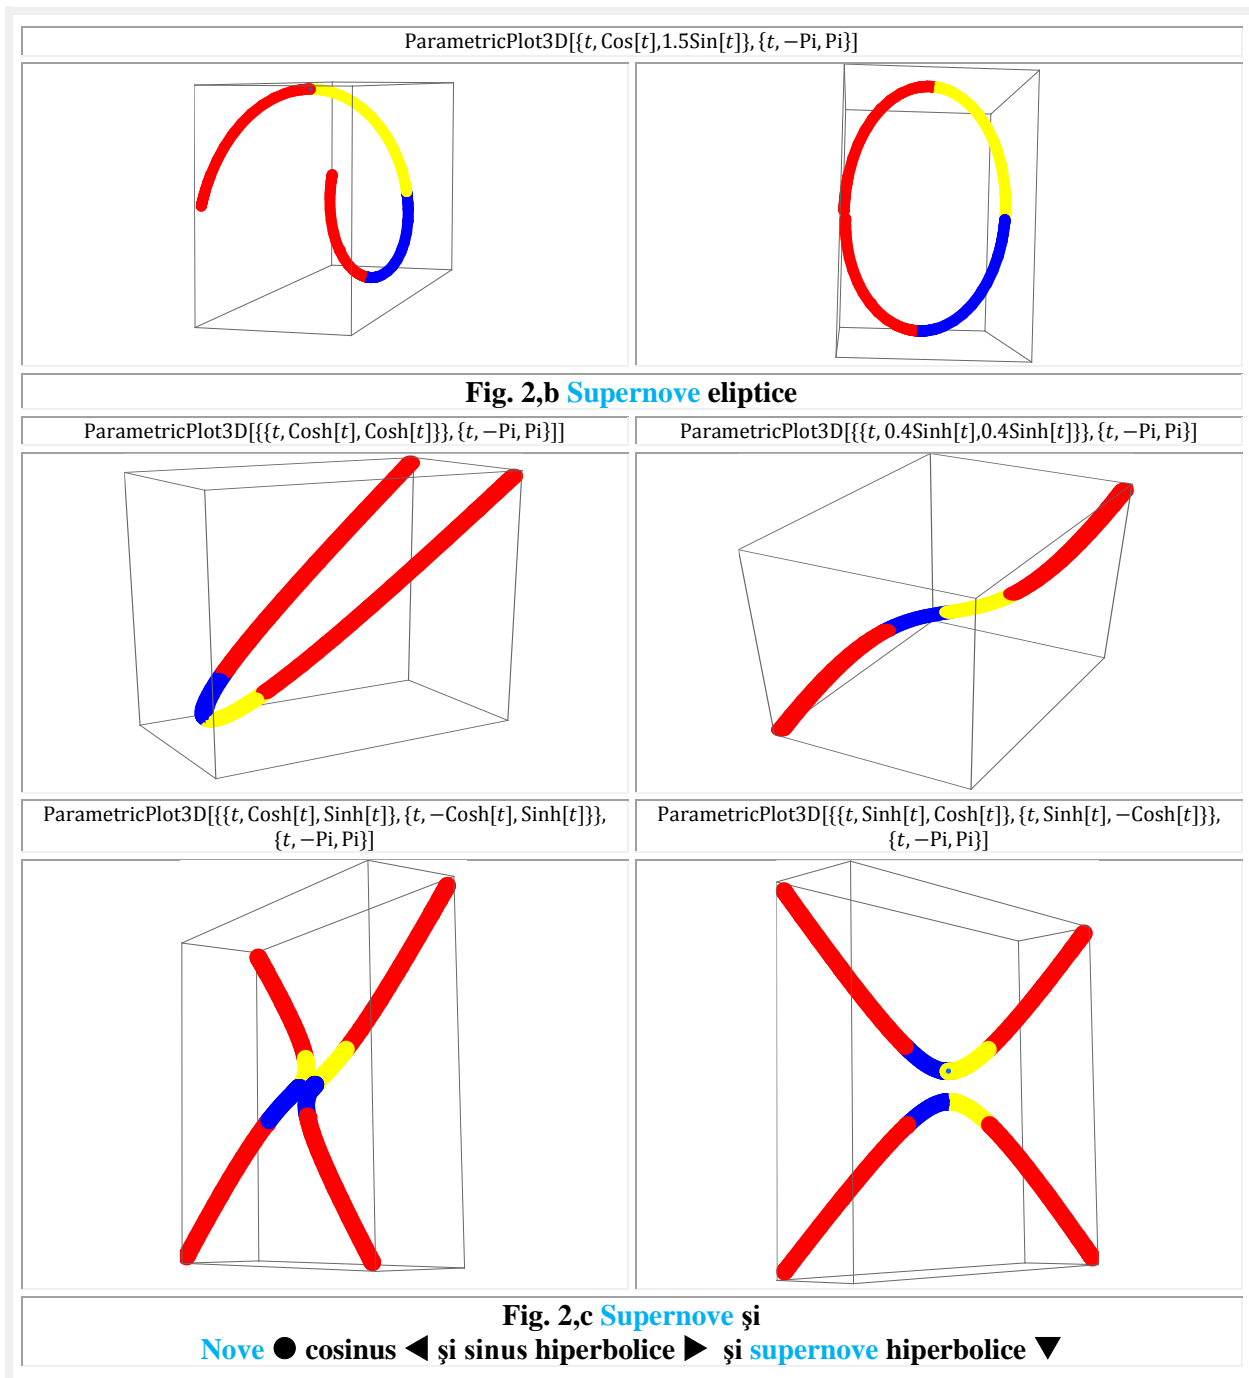 ParametricPlot3D[{t, Cos[t],1.5Sin[t]}, {t, −Pi, Pi}]
Fig. 2,b Supernove eliptice
ParametricPlot3D[{{t, Cosh[t], Cosh[t]}}, {t, −Pi, Pi}]]
ParametricPlot3D[{{t, 0.4Sinh[t],0.4Sinh[t]}}, {t, −Pi, Pi}]
ParametricPlot3D[{{t, Cosh[t], Sinh[t]}, {t, −Cosh[t], Sinh[t]}},
{t, −Pi, Pi}]
ParametricPlot3D[{{t, Sinh[t], Cosh[t]}, {t, Sinh[t], −Cosh[t]}},
{t, −Pi, Pi}]
Fig. 2,c Supernove şi
Nove ● cosinus ◀ şi sinus hiperbolice ▶ şi supernove hiperbolice ▼